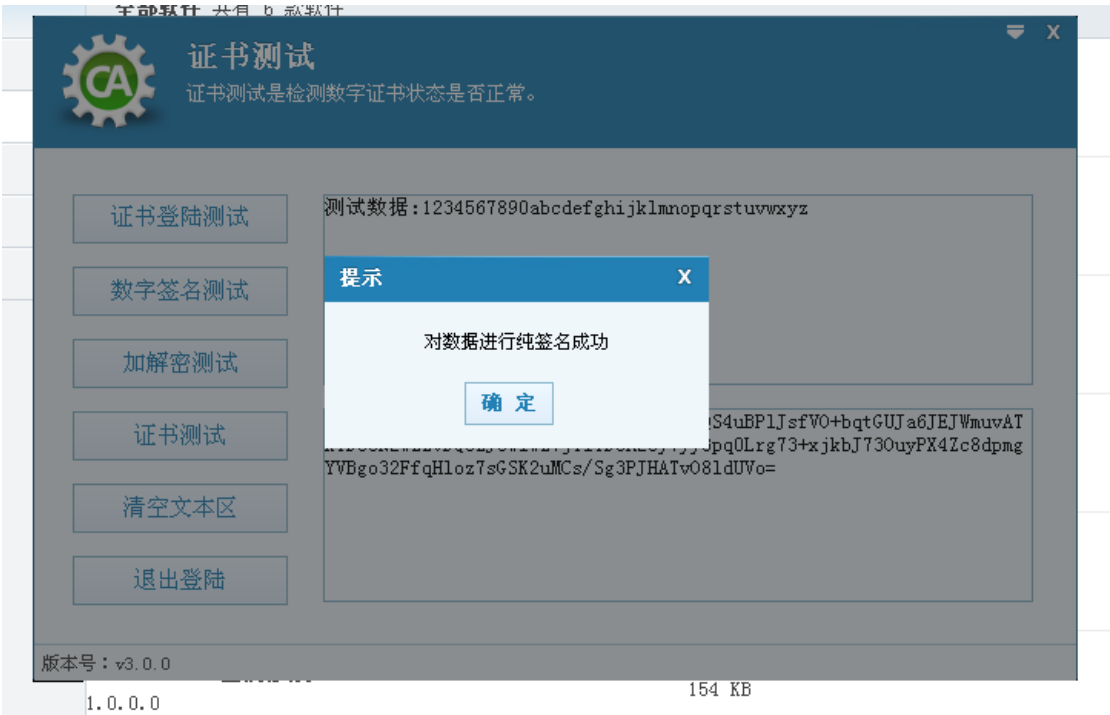 全部软件 共有 6 款软件
CA
证书测试
X
证书测试是检测数字证书状态是否正常。
证书登陆测试
测试数据:1234567890abcdefghijklmnopqrstuvwxyz
数字签名测试
提示
X
对数据进行纯签名成功
确 定
加解密测试
证书测试
S4uBPlJsfVO+bqtGUJa6JEJWmuvAT
pq0Lrg73+xjkbJ73OuyPX4Zc8dpmg
YVBgo32FfqHloz7sGSK2uMCs/Sg3PJHATvO8ldUVo=
清空文本区
退出登陆
版本号：v3.0.0
154 KB
1.0.0.0